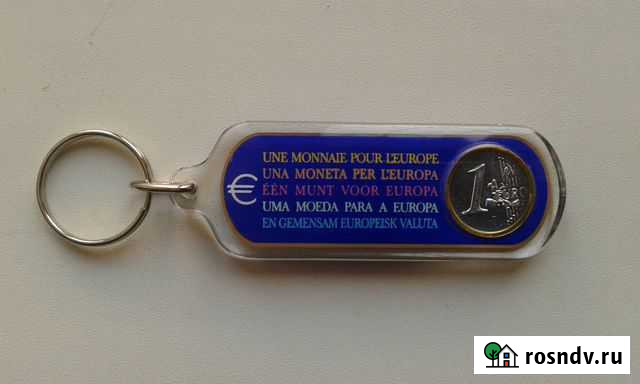 €
UNE MONNAIE POUR L'EUROPE
UNA MONETA PER L'EUROPA
ÉÉN MUNT VOOR EUROPA
UMA MOEDA PARA A EUROPA
EN GEMENSAM EUROPEISK VALUTA
1 EURO
rosndv.ru